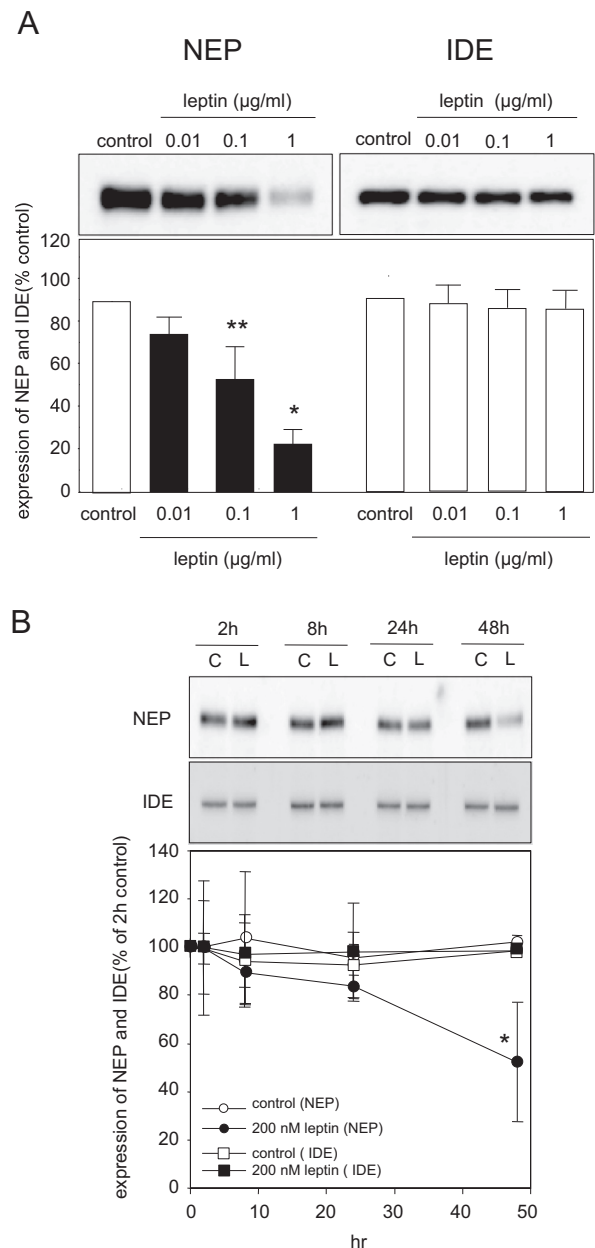 A
NEP IDE
leptin (µg/ml) leptin (µg/ml)
control 0.01 0.1 1 control 0.01 0.1 1
expression of NEP and IDE(% control)
120
100
80
60
40
20
0
**
*
control 0.01 0.1 1 control 0.01 0.1 1
leptin (µg/ml) leptin (µg/ml)
B
2h 8h 24h 48h
C L C L C L C L
NEP
IDE
expression of NEP and IDE(% of 2h control)
140
120
100
80
60
40
20
0
*
control (NEP)
200 nM leptin (NEP)
control ( IDE)
200 nM leptin ( IDE)
0 10 20 30 40 50
hr